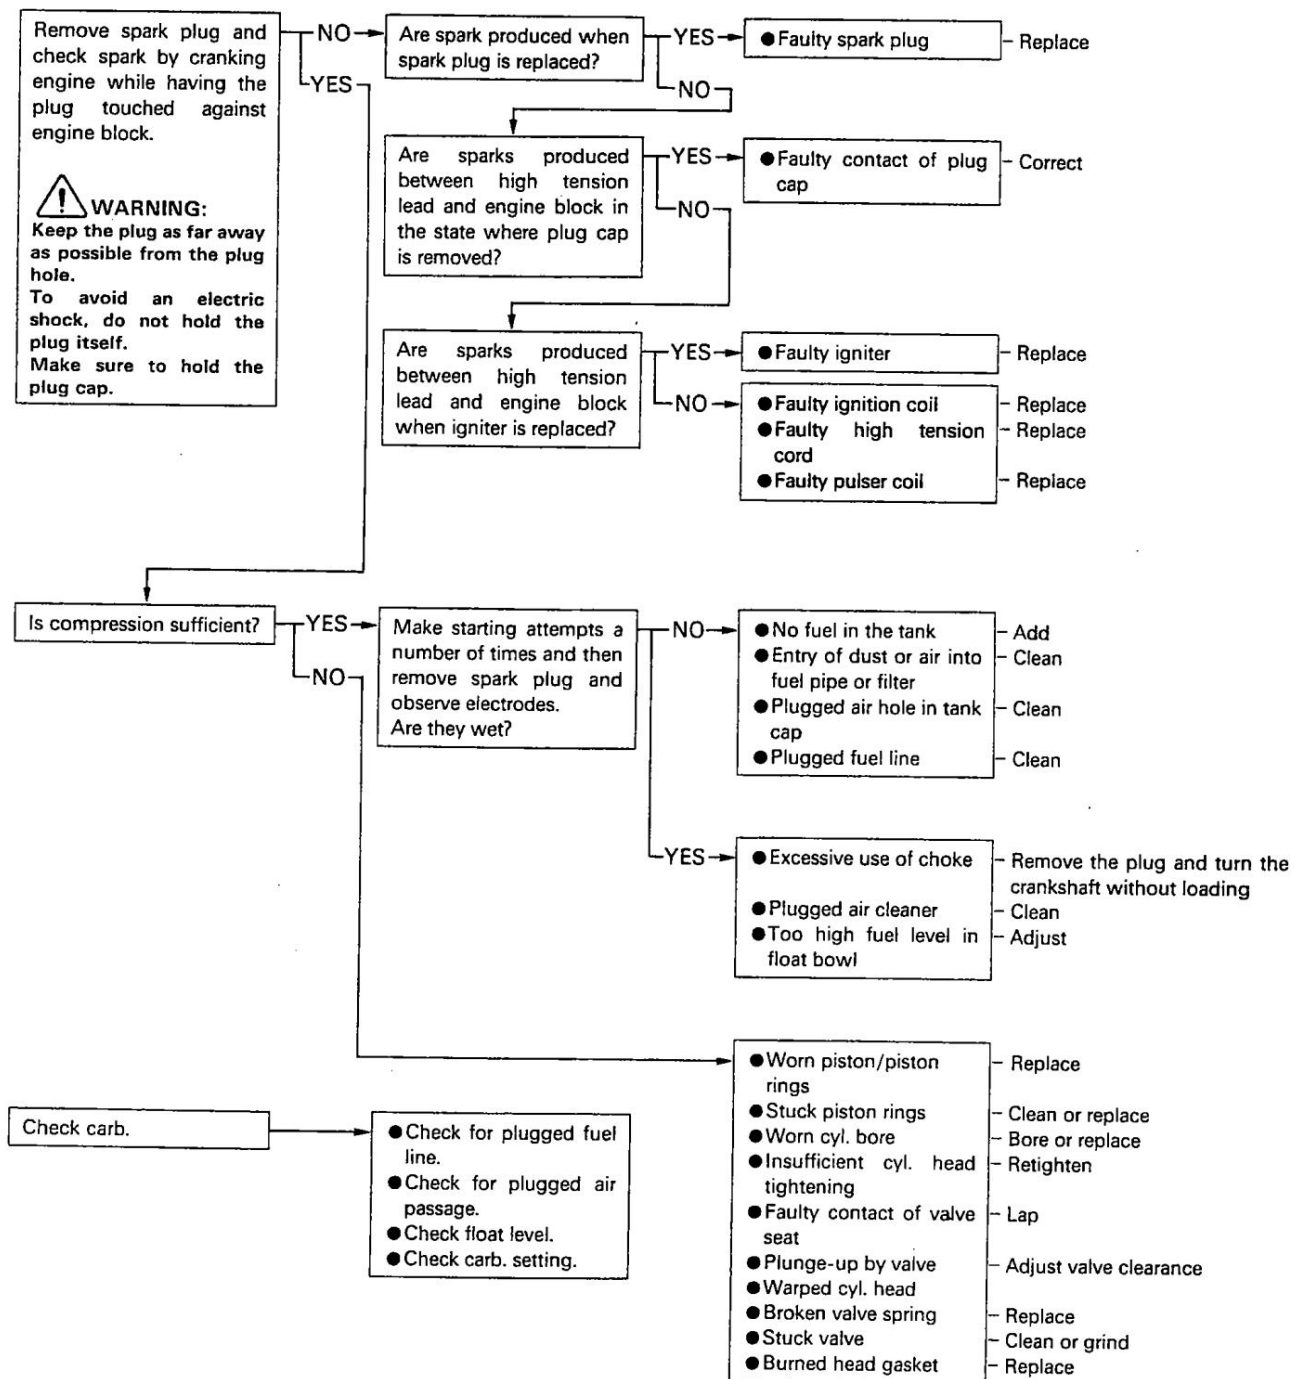 Remove spark plug and
check spark by cranking
engine while having the
plug touched against
engine block.
WARNING:
Keep the plug as far away
as possible from the plug
hole.
To avoid an electric
shock, do not hold the
plug itself.
Make sure to hold the
plug cap.
NO
YES
Are spark produced when
spark plug is replaced?
YES
NO
● Faulty spark plug
– Replace
Are sparks produced
between high tension
lead and engine block in
the state where plug cap
is removed?
YES
NO
● Faulty contact of plug
cap
– Correct
Are sparks produced
between high tension
lead and engine block
when igniter is replaced?
YES
NO
● Faulty igniter
– Replace
● Faulty ignition coil
– Replace
● Faulty high tension
cord
– Replace
● Faulty pulser coil
– Replace
Is compression sufficient?
YES
NO
Make starting attempts a
number of times and then
remove spark plug and
observe electrodes.
Are they wet?
NO
● No fuel in the tank
– Add
● Entry of dust or air into
fuel pipe or filter
– Clean
● Plugged air hole in tank
cap
– Clean
● Plugged fuel line
– Clean
YES
● Excessive use of choke
– Remove the plug and turn the
crankshaft without loading
● Plugged air cleaner
– Clean
● Too high fuel level in
float bowl
– Adjust
● Worn piston/piston
rings
– Replace
● Stuck piston rings
– Clean or replace
● Worn cyl. bore
– Bore or replace
● Insufficient cyl. head
tightening
– Retighten
● Faulty contact of valve
seat
– Lap
● Plunge-up by valve
– Adjust valve clearance
● Warped cyl. head
● Broken valve spring
– Replace
● Stuck valve
– Clean or grind
● Burned head gasket
– Replace
Check carb.
● Check for plugged fuel
line.
● Check for plugged air
passage.
● Check float level.
● Check carb. setting.